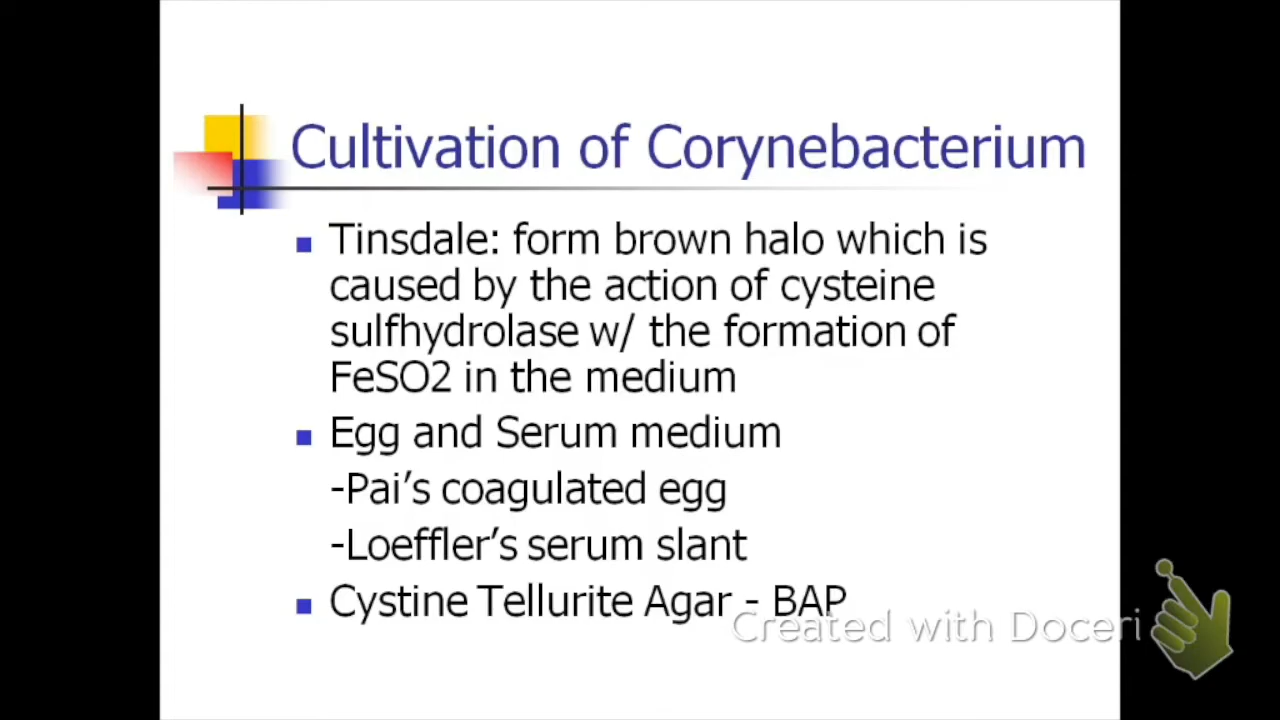 Cultivation of Corynebacterium
Tinsdale: form brown halo which is
caused by the action of cysteine
sulfhydrolase w/ the formation of
FeSO2 in the medium
Egg and Serum medium
-Pai’s coagulated egg
-Loeffler’s serum slant
Cystine Tellurite Agar - BAP
Created with Doceri